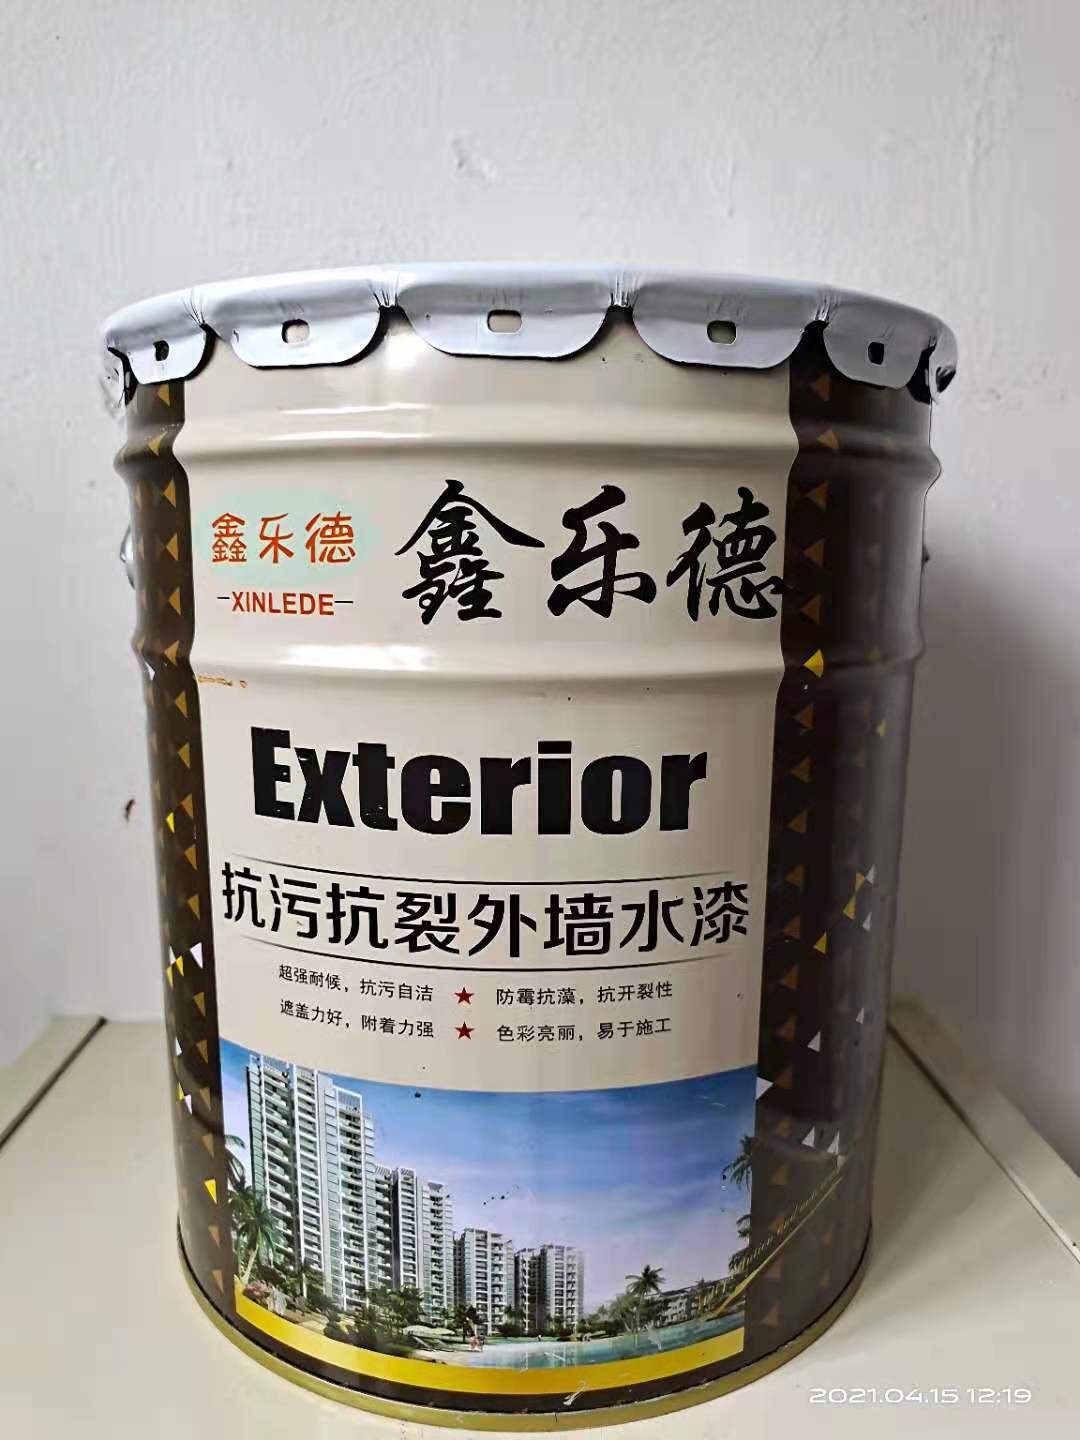 鑫乐德
-XINLEDE-
鑫乐德
Exterior
抗污抗裂外墙水漆
超强耐候，抗污自洁 ★ 防霉抗藻，抗开裂性
遮盖力好，附着力强 ★ 色彩亮丽，易于施工
2021.04.15 12:19